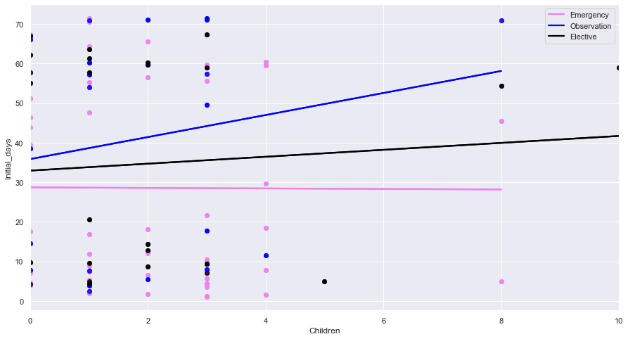 70
60
50
40
30
20
10
0
Initial_days
0
2
4
6
8
10
Children
Emergency
Observation
Elective